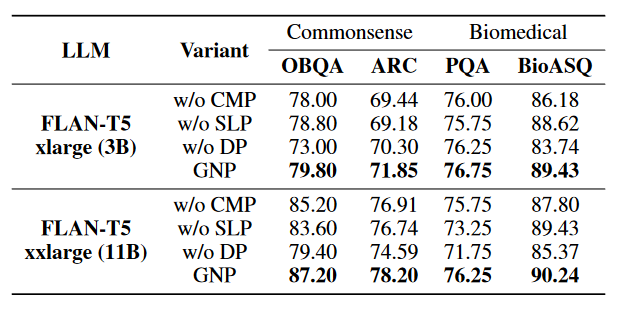 LLM Variant Commonsense Biomedical
OBQA ARC PQA BioASQ
FLAN-T5 xlarge (3B)
w/o CMP 78.00 69.44 76.00 86.18
w/o SLP 78.80 69.18 75.75 88.62
w/o DP 73.00 70.30 76.25 83.74
GNP 79.80 71.85 76.75 89.43
FLAN-T5 xxlarge (11B)
w/o CMP 85.20 76.91 75.75 87.80
w/o SLP 83.60 76.74 73.25 89.43
w/o DP 79.40 74.59 71.75 85.37
GNP 87.20 78.20 76.25 90.24